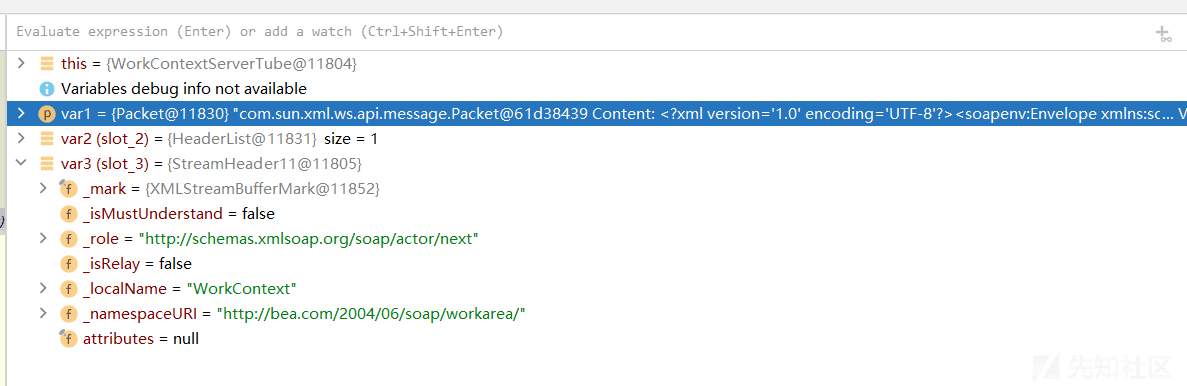 Evaluate expression (Enter) or add a watch (Ctrl+Shift+Enter)
this = {WorkContextServerTube@11804}
Variables debug info not available
var1 = {Packet@11830} "com.sun.xml.ws.api.message.Packet@61d38439 Content: <?xml version='1.0' encoding='UTF-8'?><soapenv:Envelope xmlns:sc... V
var2 (slot_2) = {HeaderList@11831} size = 1
var3 (slot_3) = {StreamHeader11@11805}
_mark = {XMLStreamBufferMark@11852}
_isMustUnderstand = false
_role = "http://schemas.xmlsoap.org/soap/actor/next"
_isRelay = false
_localName = "WorkContext"
_namespaceURI = "http://bea.com/2004/06/soap/workarea/"
attributes = null
先知社区